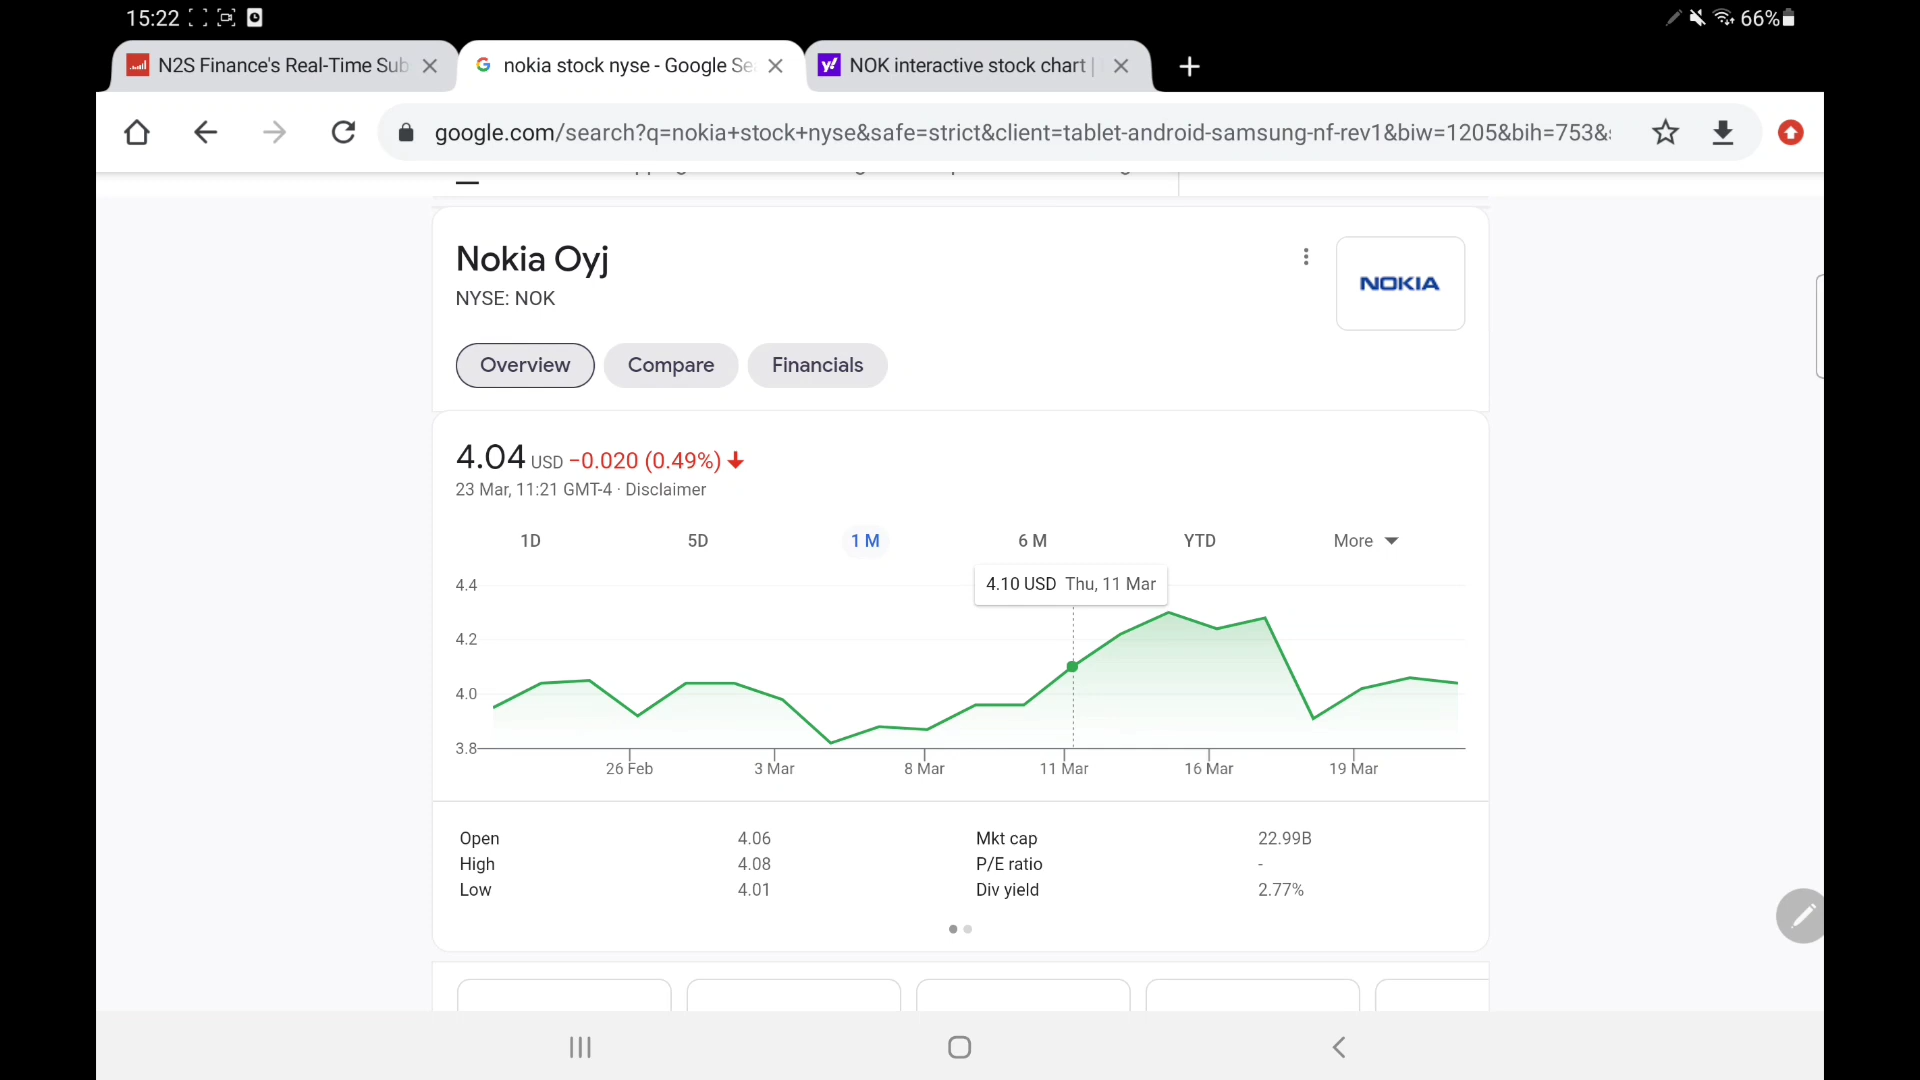 15:22
66%
N2S Finance's Real-Time Sub
nokia stock nyse - Google Se
NOK interactive stock chart |
google.com/search?q=nokia+stock+nyse&safe=strict&client=tablet-android-samsung-nf-rev1&biw=1205&bih=753&
Nokia Oyj
NYSE: NOK
NOKIA
Overview
Compare
Financials
4.04 USD −0.020 (0.49%)
23 Mar, 11:21 GMT-4 · Disclaimer
1D
5D
1 M
6 M
YTD
More
4.10 USD Thu, 11 Mar
4.4
4.2
4.0
3.8
26 Feb
3 Mar
8 Mar
11 Mar
16 Mar
19 Mar
Open 4.06 Mkt cap 22.99B
High 4.08 P/E ratio -
Low 4.01 Div yield 2.77%